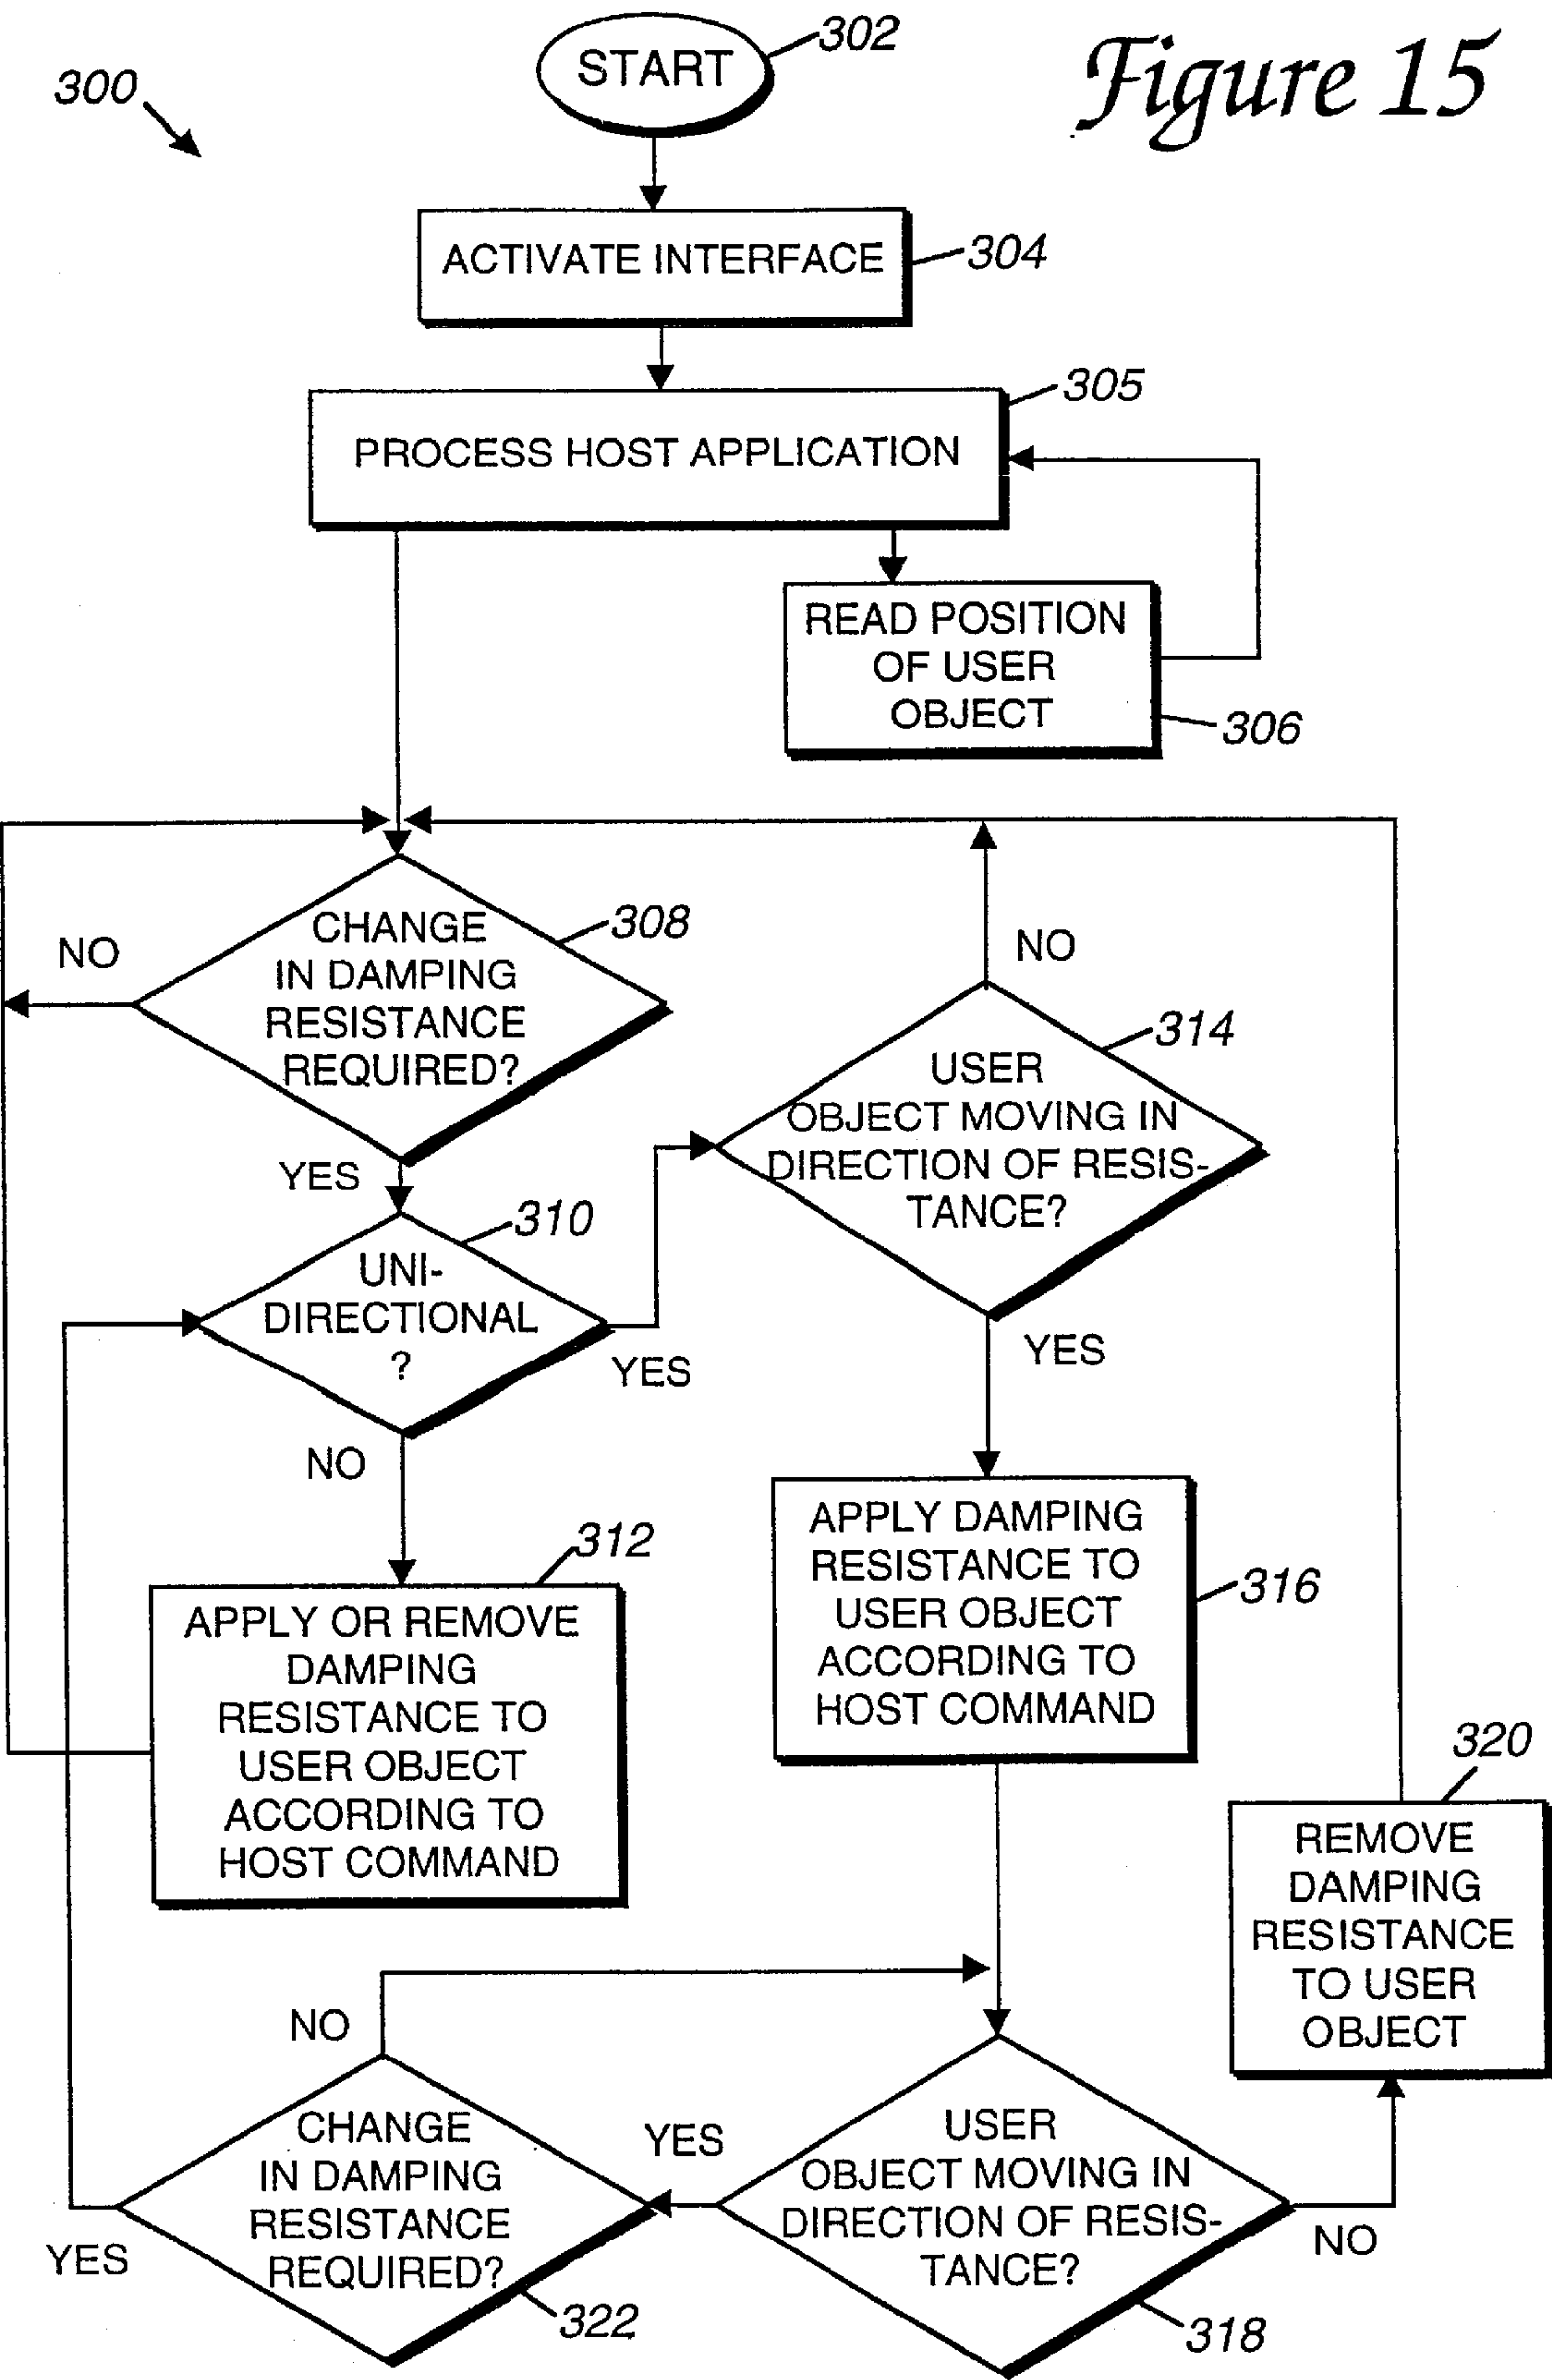 Figure 15
300
START
302
ACTIVATE INTERFACE
304
PROCESS HOST APPLICATION
305
READ POSITION
OF USER
OBJECT
306
CHANGE
IN DAMPING
RESISTANCE
REQUIRED?
308
NO
YES
UNI-
DIRECTIONAL
?
310
YES
NO
APPLY OR REMOVE
DAMPING
RESISTANCE TO
USER OBJECT
ACCORDING TO
HOST COMMAND
312
NO
USER
OBJECT MOVING IN
DIRECTION OF RESIS-
TANCE?
314
YES
APPLY DAMPING
RESISTANCE TO
USER OBJECT
ACCORDING TO
HOST COMMAND
316
320
REMOVE
DAMPING
RESISTANCE
TO USER
OBJECT
NO
CHANGE
IN DAMPING
RESISTANCE
REQUIRED?
322
YES
YES
USER
OBJECT MOVING IN
DIRECTION OF RESIS-
TANCE?
318
NO